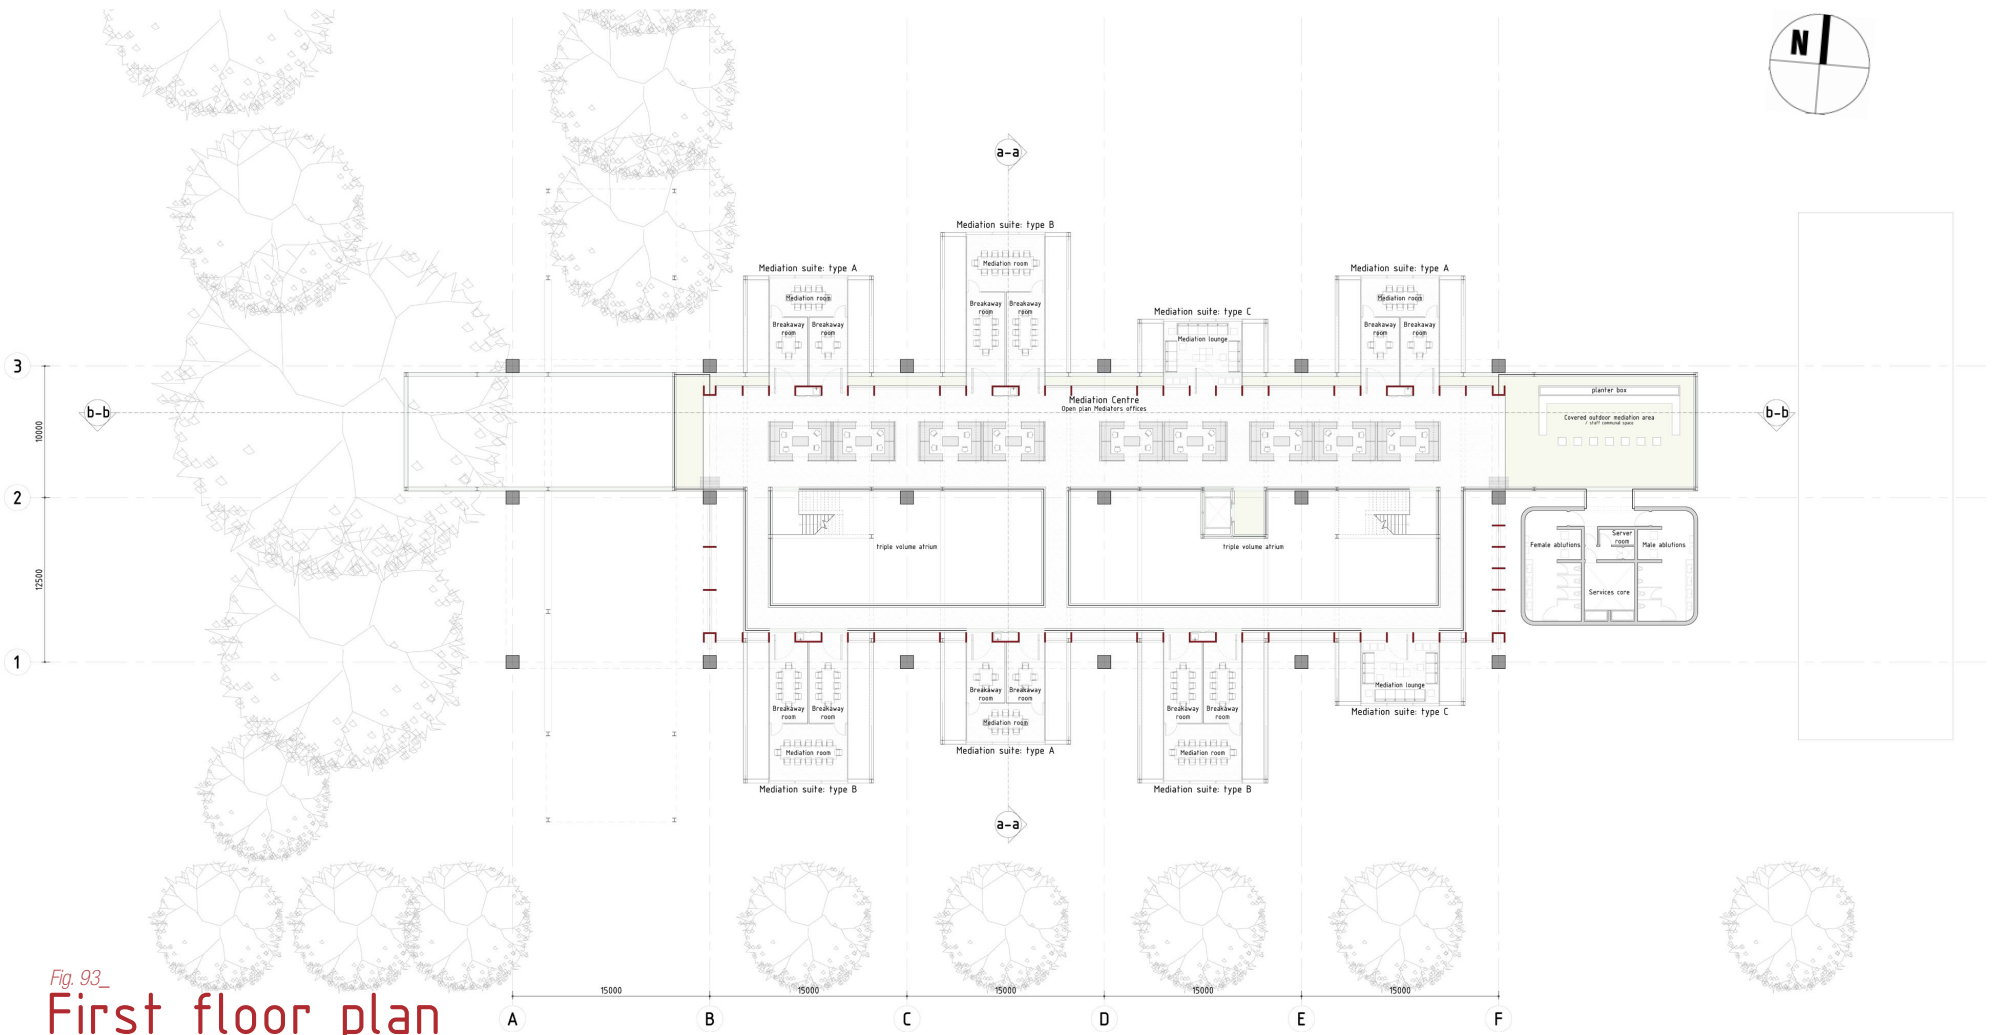 N
a-a
Mediation suite: type B
Mediation room
Breakaway
room
Breakaway
room
Mediation suite: type A
Mediation room
Breakaway
room
Breakaway
room
Mediation suite: type C
Mediation lounge
Mediation suite: type A
Mediation room
Breakaway
room
Breakaway
room
3
b-b
Mediation Centre
Open plan Mediators offices
planter box
Covered outdoor mediation area
/ staff communal space
b-b
10000
2
triple volume atrium
triple volume atrium
Female ablutions
Server
room
Male ablutions
Services core
12500
1
Breakaway
room
Breakaway
room
Mediation room
Mediation suite: type B
Breakaway
room
Breakaway
room
Mediation room
Mediation suite: type A
Breakaway
room
Breakaway
room
Mediation room
Mediation suite: type B
Mediation lounge
Mediation suite: type C
a-a
Fig. 93_
First floor plan
15000
15000
15000
15000
15000
A
B
C
D
E
F